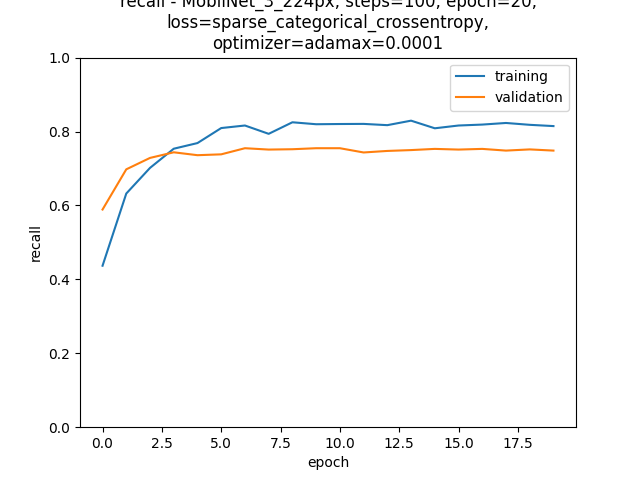 recall - MobilNet_3_224px, steps=100, epoch=20,
loss=sparse_categorical_crossentropy,
optimizer=adamax=0.0001
training
validation
1.0
0.8
0.6
0.4
0.2
0.0
recall
0.0 2.5 5.0 7.5 10.0 12.5 15.0 17.5
epoch